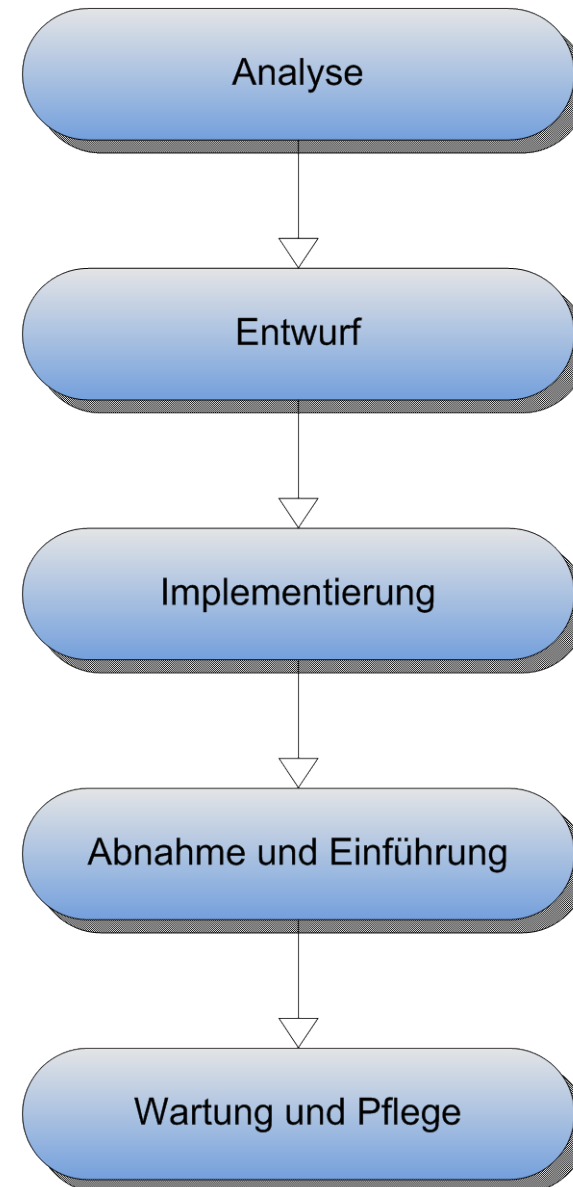 Analyse
Entwurf
Implementierung
Abnahme und Einführung
Wartung und Pflege